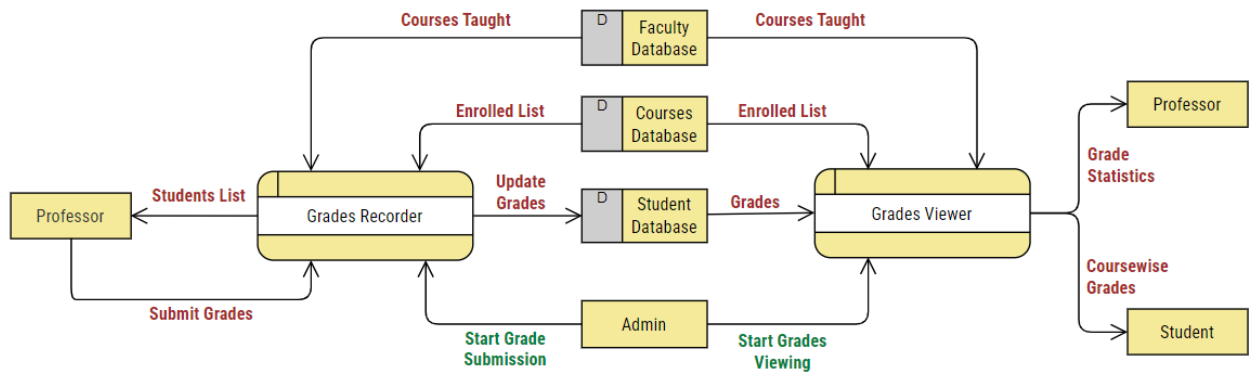 Courses Taught
D
Faculty
Database
Courses Taught
Enrolled List
D
Courses
Database
Enrolled List
Professor
Grade
Statistics
Students List
Professor
Grades Recorder
Update
Grades
D
Student
Database
Grades
Grades Viewer
Submit Grades
Start Grade
Submission
Admin
Start Grades
Viewing
Coursewise
Grades
Student